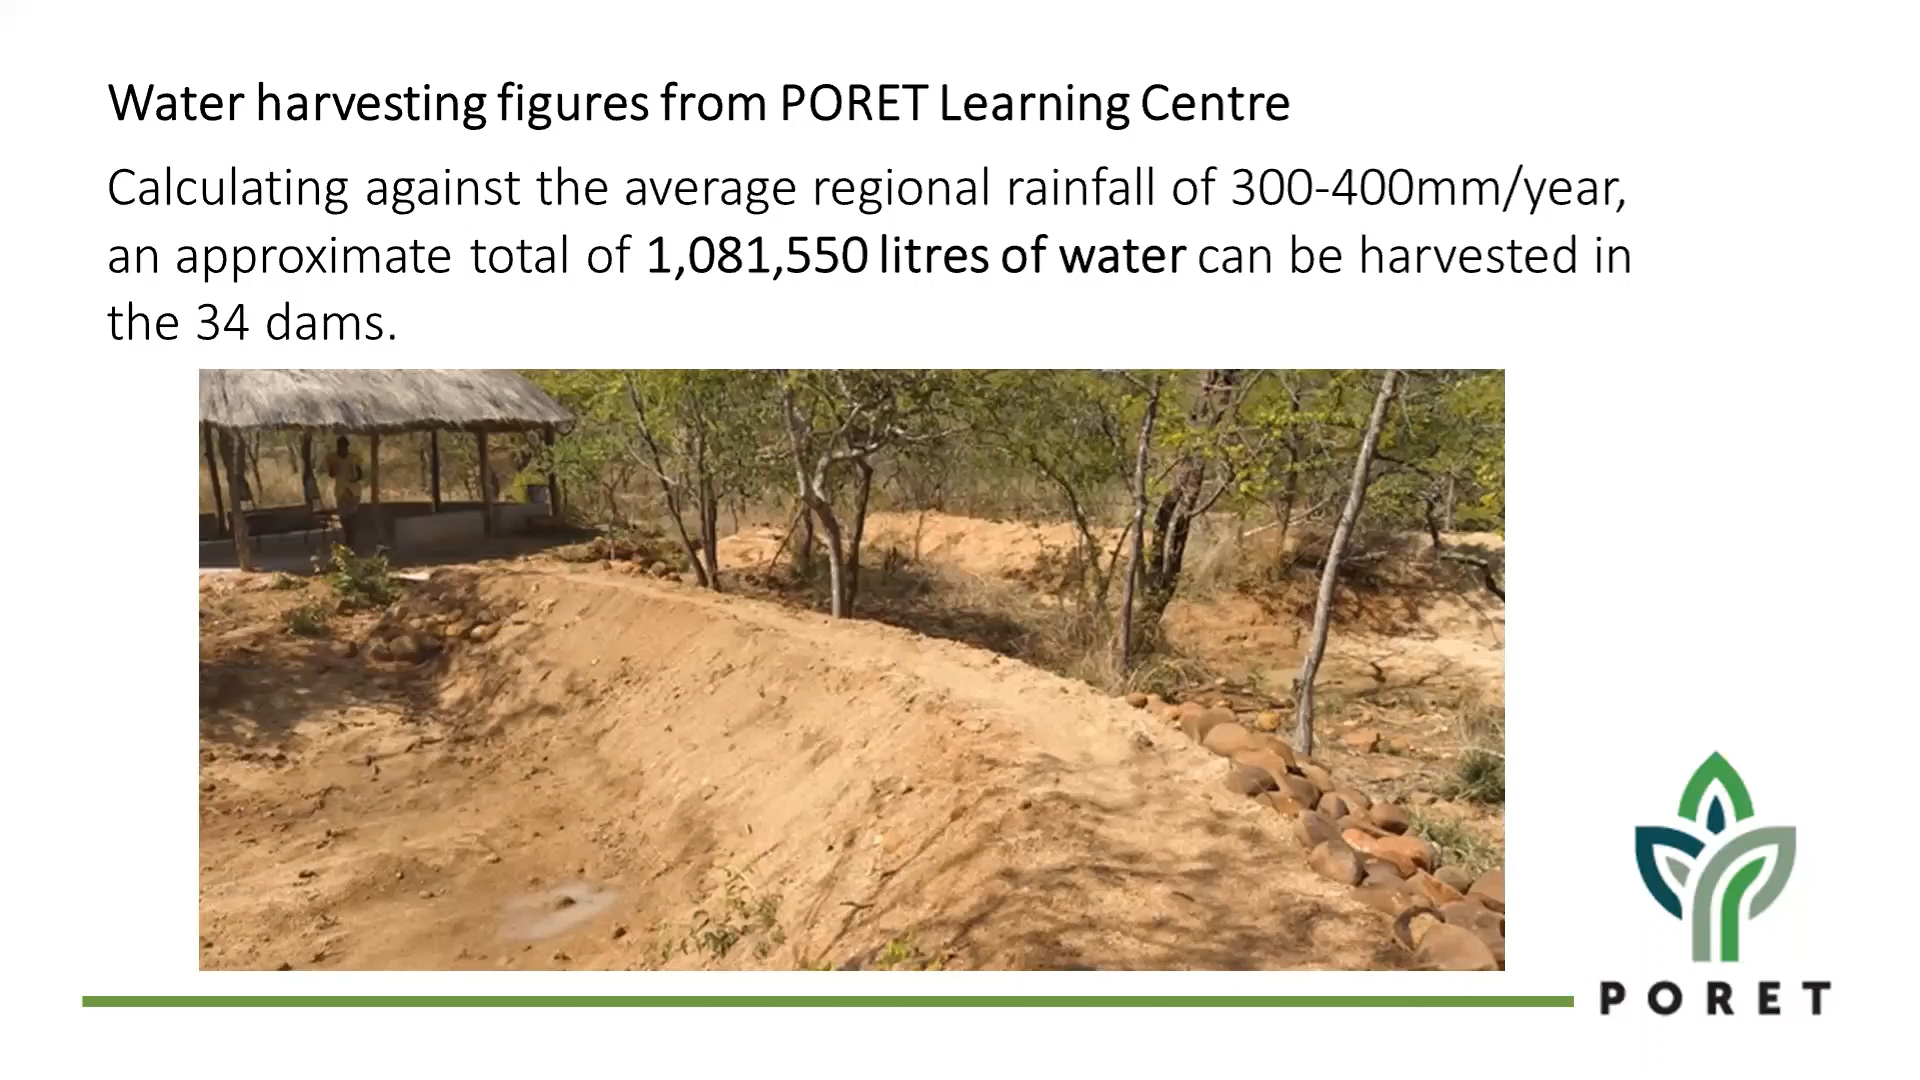 Water harvesting figures from PORET Learning Centre
Calculating against the average regional rainfall of 300-400mm/year,
an approximate total of 1,081,550 litres of water can be harvested in
the 34 dams.
PORET